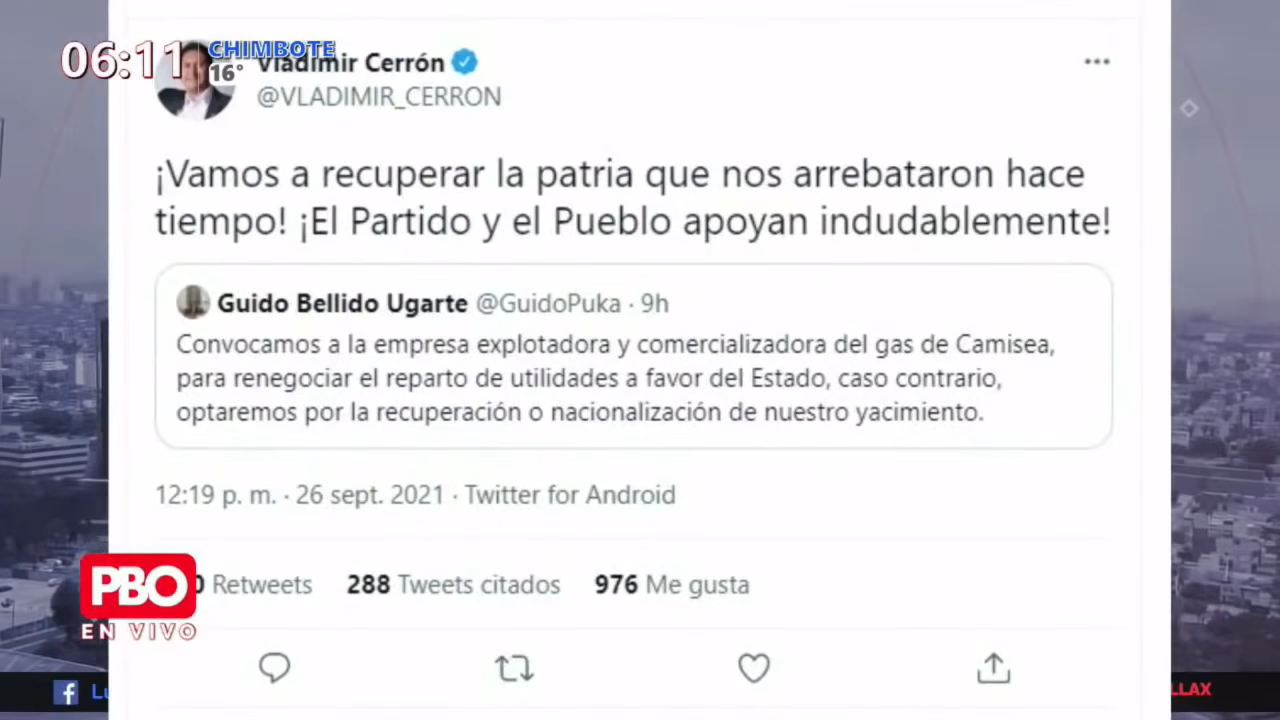 06:11
CHIMBOTE
16°
Vladimir Cerrón
@VLADIMIR_CERRON
¡Vamos a recuperar la patria que nos arrebataron hace
tiempo! ¡El Partido y el Pueblo apoyan indudablemente!
Guido Bellido Ugarte @GuidoPuka · 9h
Convocamos a la empresa explotadora y comercializadora del gas de Camisea,
para renegociar el reparto de utilidades a favor del Estado, caso contrario,
optaremos por la recuperación o nacionalización de nuestro yacimiento.
12:19 p. m. · 26 sept. 2021 · Twitter for Android
Retweets 288 Tweets citados 976 Me gusta
PBO
EN VIVO